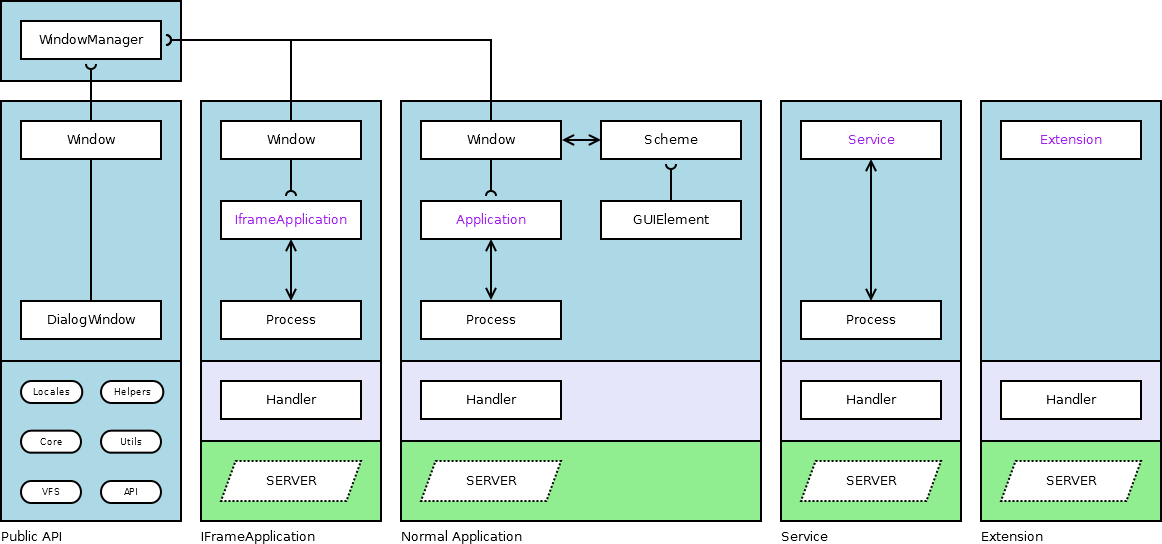 WindowManager
Window
Window
Window
Scheme
Service
Extension
IframeApplication
Application
GUIElement
DialogWindow
Process
Process
Process
Locales
Helpers
Handler
Handler
Handler
Handler
Core
Utils
VFS
API
SERVER
SERVER
SERVER
SERVER
Public API
IFrameApplication
Normal Application
Service
Extension